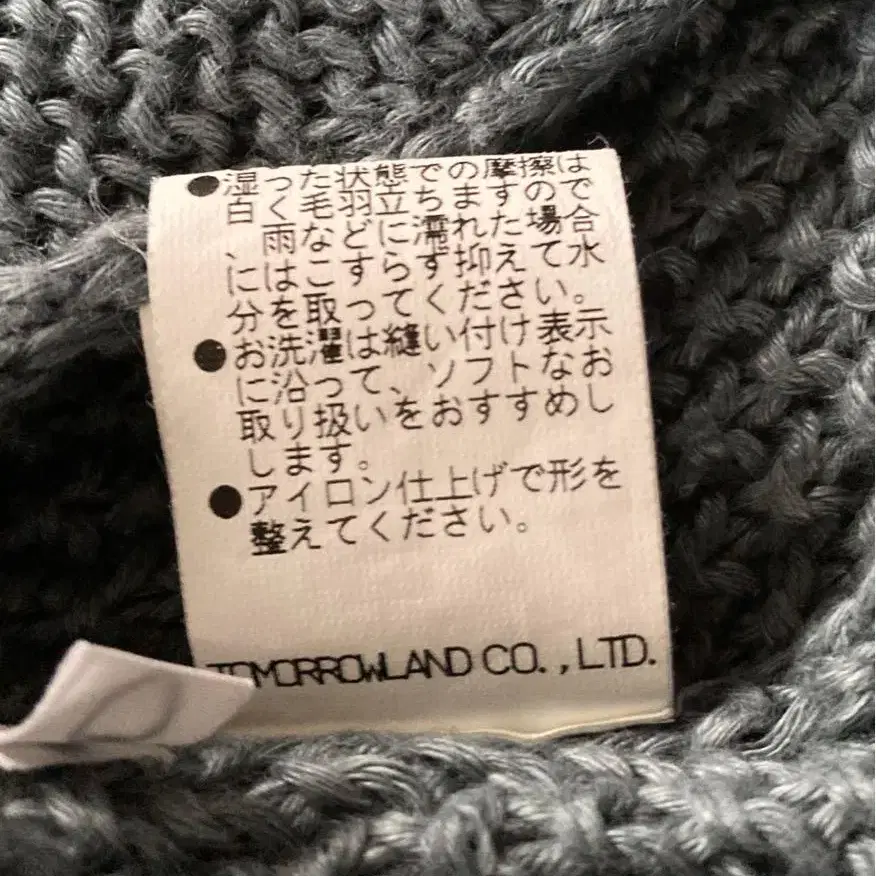 ●湿った状態での摩擦は
白く毛羽立ちますので
、雨などに濡れた場合
にはこすらず抑えて水
分を取ってください。
●お洗濯は縫い付け表示
に沿って、ソフトなお
取り扱いをおすすめし
します。
●アイロン仕上げで形を
整えてください。
TOMORROWLAND CO.,LTD.